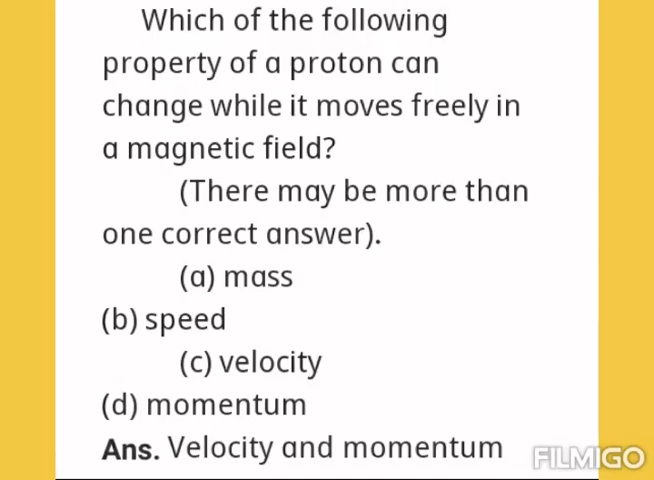 Which of the following
property of a proton can
change while it moves freely in
a magnetic field?
(There may be more than
one correct answer).
(a) mass
(b) speed
(c) velocity
(d) momentum
Ans. Velocity and momentum
FILMIGO